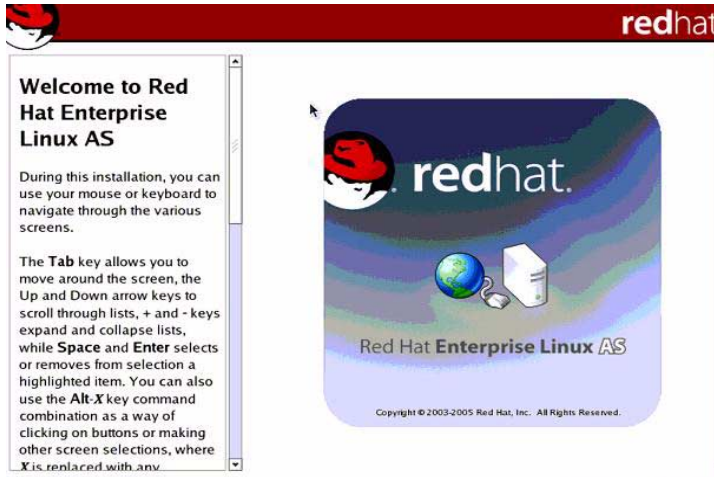 redhat
Welcome to Red
Hat Enterprise
Linux AS
During this installation, you can
use your mouse or keyboard to
navigate through the various
screens.
The Tab key allows you to
move around the screen, the
Up and Down arrow keys to
scroll through lists, + and - keys
expand and collapse lists,
while Space and Enter selects
or removes from selection a
highlighted item. You can also
use the Alt-X key command
combination as a way of
clicking on buttons or making
other screen selections, where
X is replaced with any
redhat.
Red Hat Enterprise Linux AS
Copyright © 2003-2005 Red Hat, Inc. All Rights Reserved.